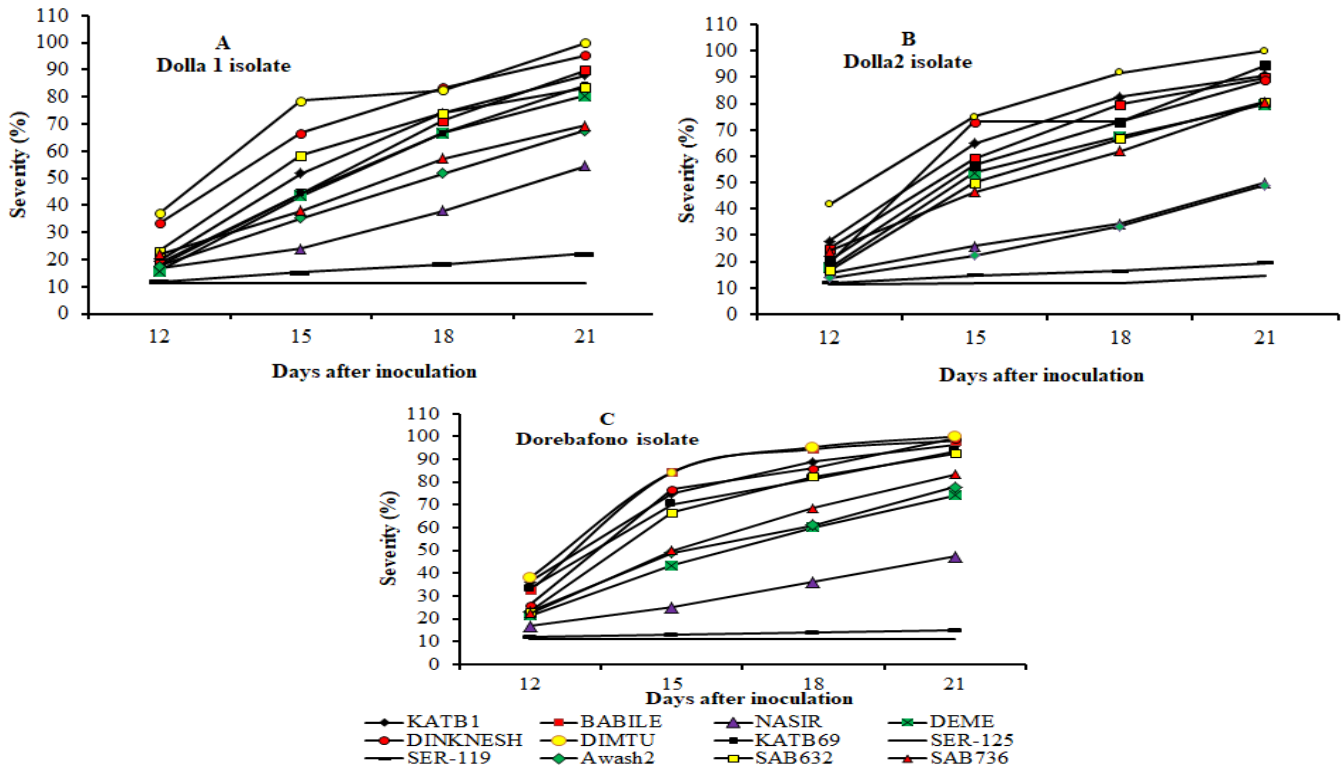 A
Dolla 1 isolate
Severity (%)
110
100
90
80
70
60
50
40
30
20
10
0
12 15 18 21
Days after inoculation
B
Dolla2 isolate
Severity (%)
110
100
90
80
70
60
50
40
30
20
10
0
12 15 18 21
Days after inoculation
C
Dorebafono isolate
Severity (%)
110
100
90
80
70
60
50
40
30
20
10
0
12 15 18 21
Days after inoculation
KATB1 BABILE NASIR DEME
DINKNESH DIMTU KATB69 SER-125
SER-119 Awash2 SAB632 SAB736